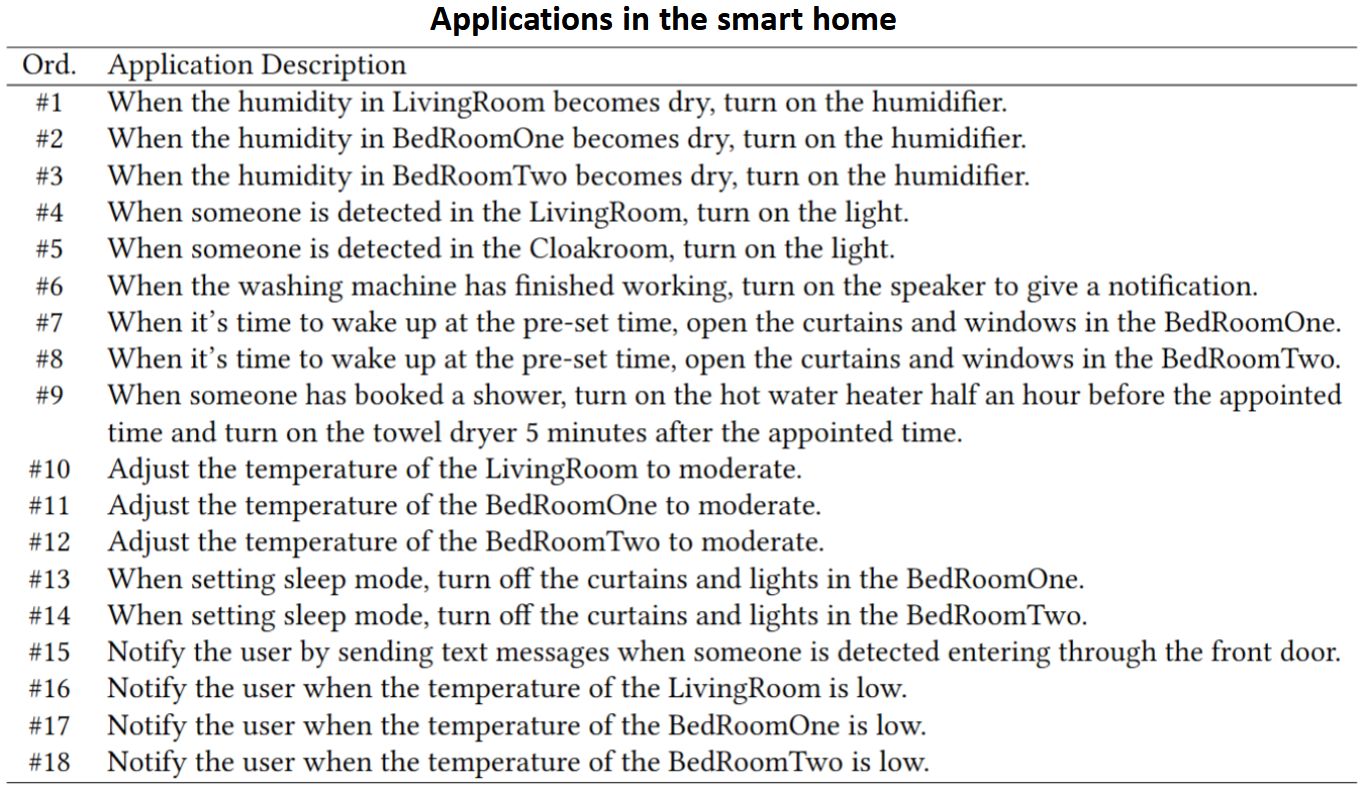 Applications in the smart home
Ord. Application Description
#1 When the humidity in LivingRoom becomes dry, turn on the humidifier.
#2 When the humidity in BedRoomOne becomes dry, turn on the humidifier.
#3 When the humidity in BedRoomTwo becomes dry, turn on the humidifier.
#4 When someone is detected in the LivingRoom, turn on the light.
#5 When someone is detected in the Cloakroom, turn on the light.
#6 When the washing machine has finished working, turn on the speaker to give a notification.
#7 When it's time to wake up at the pre-set time, open the curtains and windows in the BedRoomOne.
#8 When it's time to wake up at the pre-set time, open the curtains and windows in the BedRoomTwo.
#9 When someone has booked a shower, turn on the hot water heater half an hour before the appointed
time and turn on the towel dryer 5 minutes after the appointed time.
#10 Adjust the temperature of the LivingRoom to moderate.
#11 Adjust the temperature of the BedRoomOne to moderate.
#12 Adjust the temperature of the BedRoomTwo to moderate.
#13 When setting sleep mode, turn off the curtains and lights in the BedRoomOne.
#14 When setting sleep mode, turn off the curtains and lights in the BedRoomTwo.
#15 Notify the user by sending text messages when someone is detected entering through the front door.
#16 Notify the user when the temperature of the LivingRoom is low.
#17 Notify the user when the temperature of the BedRoomOne is low.
#18 Notify the user when the temperature of the BedRoomTwo is low.